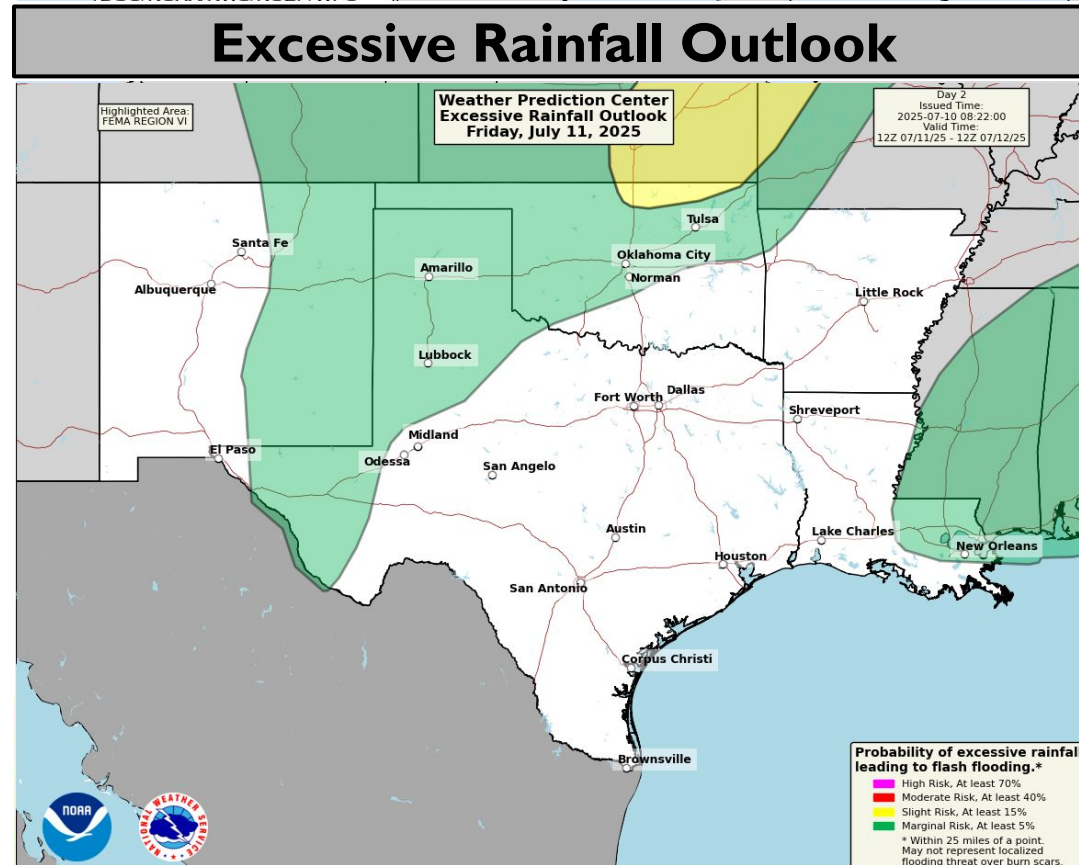 Excessive Rainfall Outlook
Highlighted Area:
FEMA REGION VI
Weather Prediction Center
Excessive Rainfall Outlook
Friday, July 11, 2025
Day 2
Issued Time:
2025-07-10 08:22:00
Valid Time:
12Z 07/11/25 - 12Z 07/12/25
Tulsa
Santa Fe
Oklahoma City
Amarillo
Norman
Albuquerque
Little Rock
Lubbock
Dallas
Fort Worth
Shreveport
Midland
El Paso
Odessa
San Angelo
Austin
Lake Charles
New Orleans
Houston
San Antonio
Corpus Christi
Brownsville
Probability of excessive rainfall
leading to flash flooding.*
High Risk, At least 70%
Moderate Risk, At least 40%
Slight Risk, At least 15%
Marginal Risk, At least 5%
* Within 25 miles of a point.
May not represent localized
flooding threat over burn scars.
NOAA
NATIONAL WEATHER SERVICE